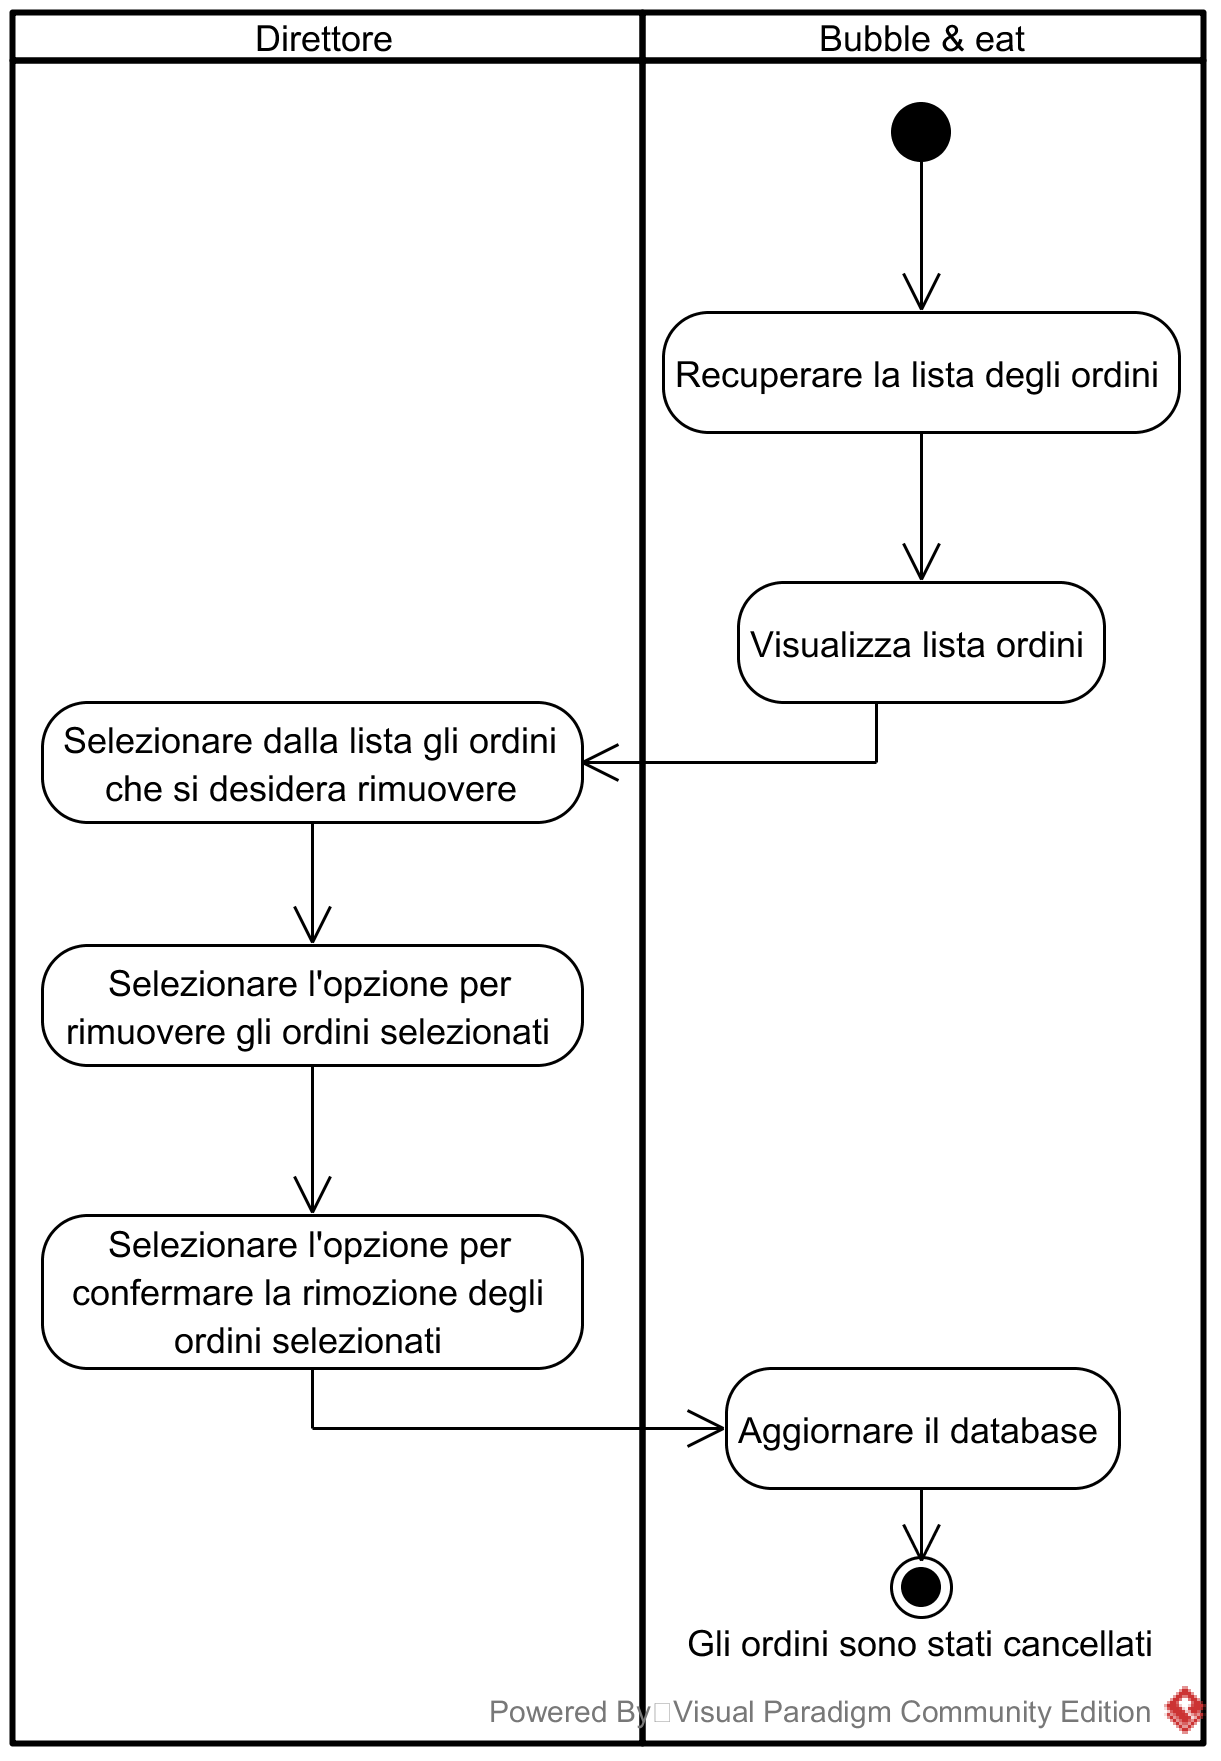 Direttore
Bubble & eat
Recuperare la lista degli ordini
Visualizza lista ordini
Selezionare dalla lista gli ordini
che si desidera rimuovere
Selezionare l'opzione per
rimuovere gli ordini selezionati
Selezionare l'opzione per
confermare la rimozione degli
ordini selezionati
Aggiornare il database
Gli ordini sono stati cancellati
Powered By Visual Paradigm Community Edition